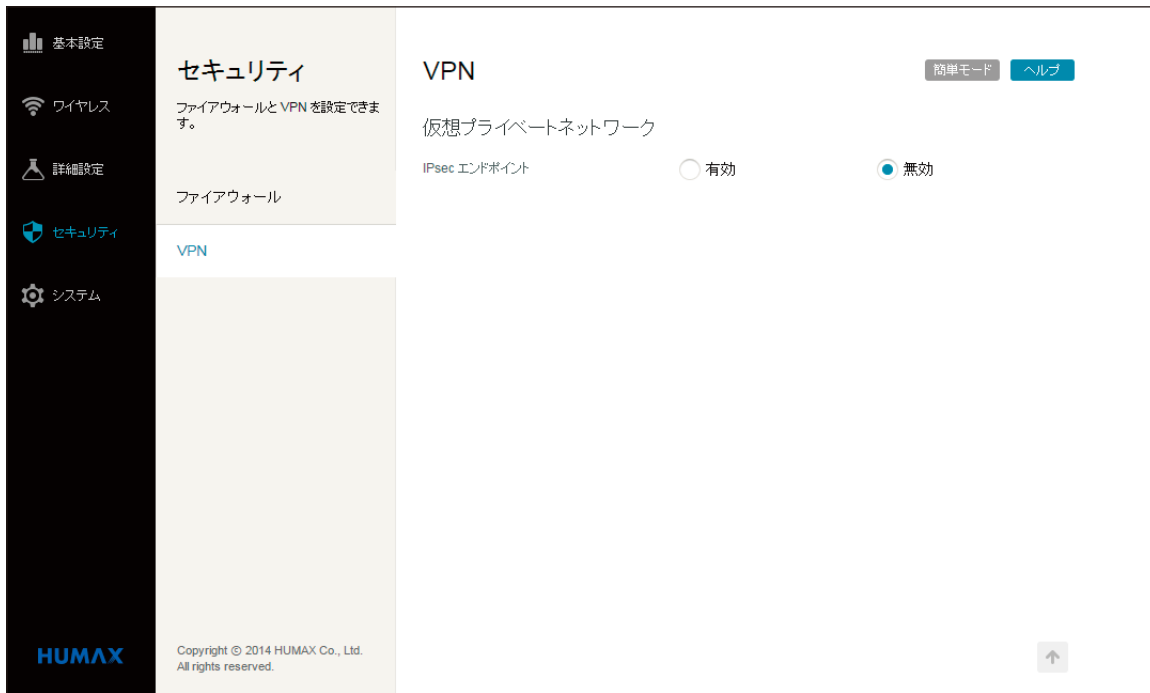 基本設定
ワイヤレス
詳細設定
セキュリティ
システム
HUMAX
セキュリティ
ファイアウォールと VPN を設定できま
す。
ファイアウォール
VPN
Copyright © 2014 HUMAX Co., Ltd.
All rights reserved.
VPN
簡単モード
ヘルプ
仮想プライベートネットワーク
IPsec エンドポイント
有効
無効